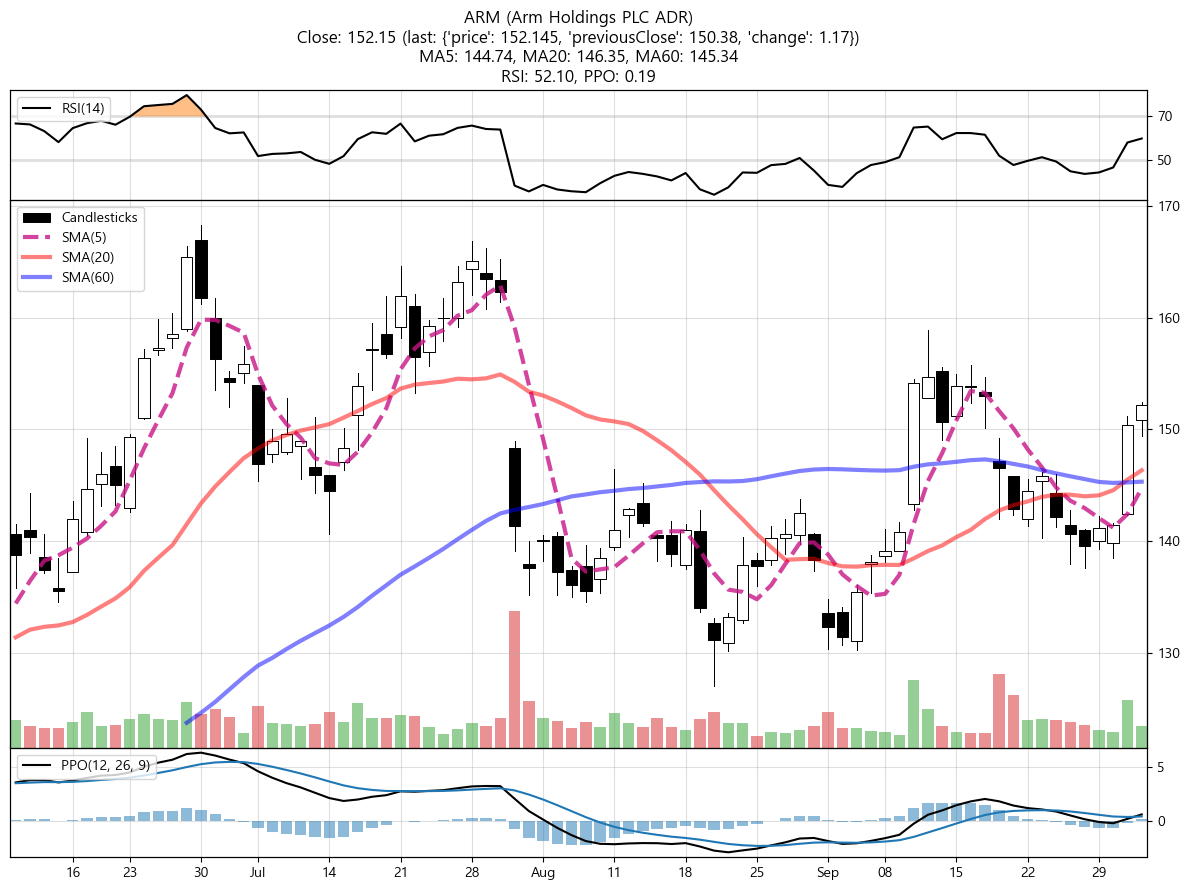 ARM (Arm Holdings PLC ADR)
Close: 152.15 (last: {'price': 152.145, 'previousClose': 150.38, 'change': 1.17})
MA5: 144.74, MA20: 146.35, MA60: 145.34
RSI: 52.10, PPO: 0.19
RSI(14)
70
50
Candlesticks
SMA(5)
SMA(20)
SMA(60)
170
160
150
140
130
PPO(12, 26, 9)
5
0
16 23 30 Jul 14 21 28 Aug 11 18 25 Sep 08 15 22 29